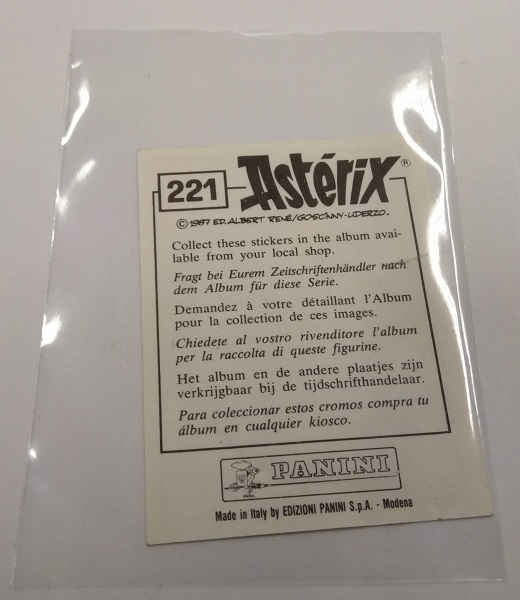 221 Astérix ®
© 1987 ED. ALBERT RENÉ/GOSCINNY-UDERZO.
Collect these stickers in the album avai-
lable from your local shop.
Fragt bei Eurem Zeitschriftenhändler nach
dem Album für diese Serie.
Demandez à votre détaillant l'Album
pour la collection de ces images.
Chiedete al vostro rivenditore l'album
per la raccolta di queste figurine.
Het album en de andere plaatjes zijn
verkrijgbaar bij de tijdschrifthandelaar.
Para coleccionar estos cromos compra tu
álbum en cualquier kiosco.
PANINI
Made in Italy by EDIZIONI PANINI S.p.A. - Modena